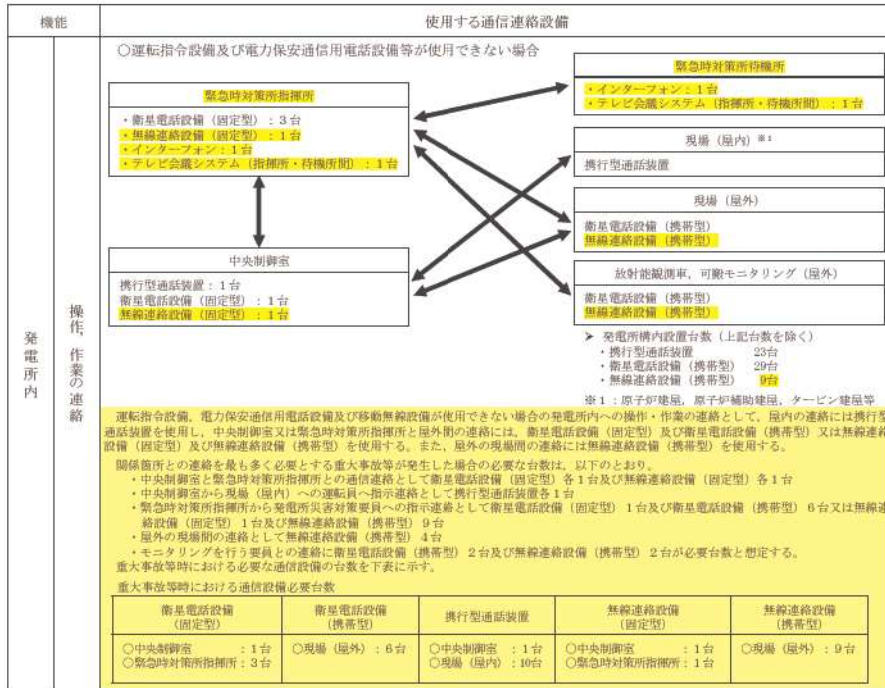 機能
使用する通信連絡設備
発電所内
操作，作業の連絡
○運転指令設備及び電力保安通信用電話設備等が使用できない場合
緊急時対策所指揮所
・衛星電話設備（固定型）：3台
・無線連絡設備（固定型）：1台
・インターフォン：1台
・テレビ会議システム（指揮所・待機所間）：1台
中央制御室
携行型通話装置：1台
衛星電話設備（固定型）：1台
無線連絡設備（固定型）：1台
緊急時対策所待機所
・インターフォン：1台
・テレビ会議システム（指揮所・待機所間）：1台
現場（屋内）※1
携行型通話装置
現場（屋外）
衛星電話設備（携帯型）
無線連絡設備（携帯型）
放射能観測車，可搬モニタリング（屋外）
衛星電話設備（携帯型）
無線連絡設備（携帯型）
➤ 発電所構内設置台数（上記台数を除く）
・携行型通話装置 23台
・衛星電話設備（携帯型） 29台
・無線連絡設備（携帯型） 9台
※1：原子炉建屋，原子炉補助建屋，タービン建屋等
運転指令設備，電力保安通信用電話設備及び移動無線設備が使用できない場合の発電所内への操作・作業の連絡として，屋内の連絡には携行型
通話装置を使用し，中央制御室又は緊急時対策所指揮所と屋外間の連絡には，衛星電話設備（固定型）及び衛星電話設備（携帯型）又は無線連絡
設備（固定型）及び無線連絡設備（携帯型）を使用する。また，屋外の現場間の連絡には無線連絡設備（携帯型）を使用する。
関係箇所との連絡を最も多く必要とする重大事故等が発生した場合の必要な台数は，以下のとおり。
・中央制御室と緊急時対策所指揮所との通信連絡として衛星電話設備（固定型）各1台及び無線連絡設備（固定型）各1台
・中央制御室から現場（屋内）への運転員へ指示連絡として携行型通話装置各1台
・緊急時対策所指揮所から発電所災害対策要員への指示連絡として衛星電話設備（固定型）1台及び衛星電話設備（携帯型）6台又は無線連
絡設備（固定型）1台及び無線連絡設備（携帯型）9台
・屋外の現場間の連絡として無線連絡設備（携帯型）4台
・モニタリングを行う要員との連絡に衛星電話設備（携帯型）2台及び無線連絡設備（携帯型）2台が必要台数と想定する。
重大事故等時における必要な通信設備の台数を下表に示す。
重大事故等時における通信設備必要台数
衛星電話設備（固定型）
衛星電話設備（携帯型）
携行型通話装置
無線連絡設備（固定型）
無線連絡設備（携帯型）
○中央制御室 ：1台
○緊急時対策所指揮所：3台
○現場（屋外）：6台
○中央制御室 ：1台
○現場（屋内）：10台
○中央制御室 ：1台
○緊急時対策所指揮所：1台
○現場（屋外）：9台